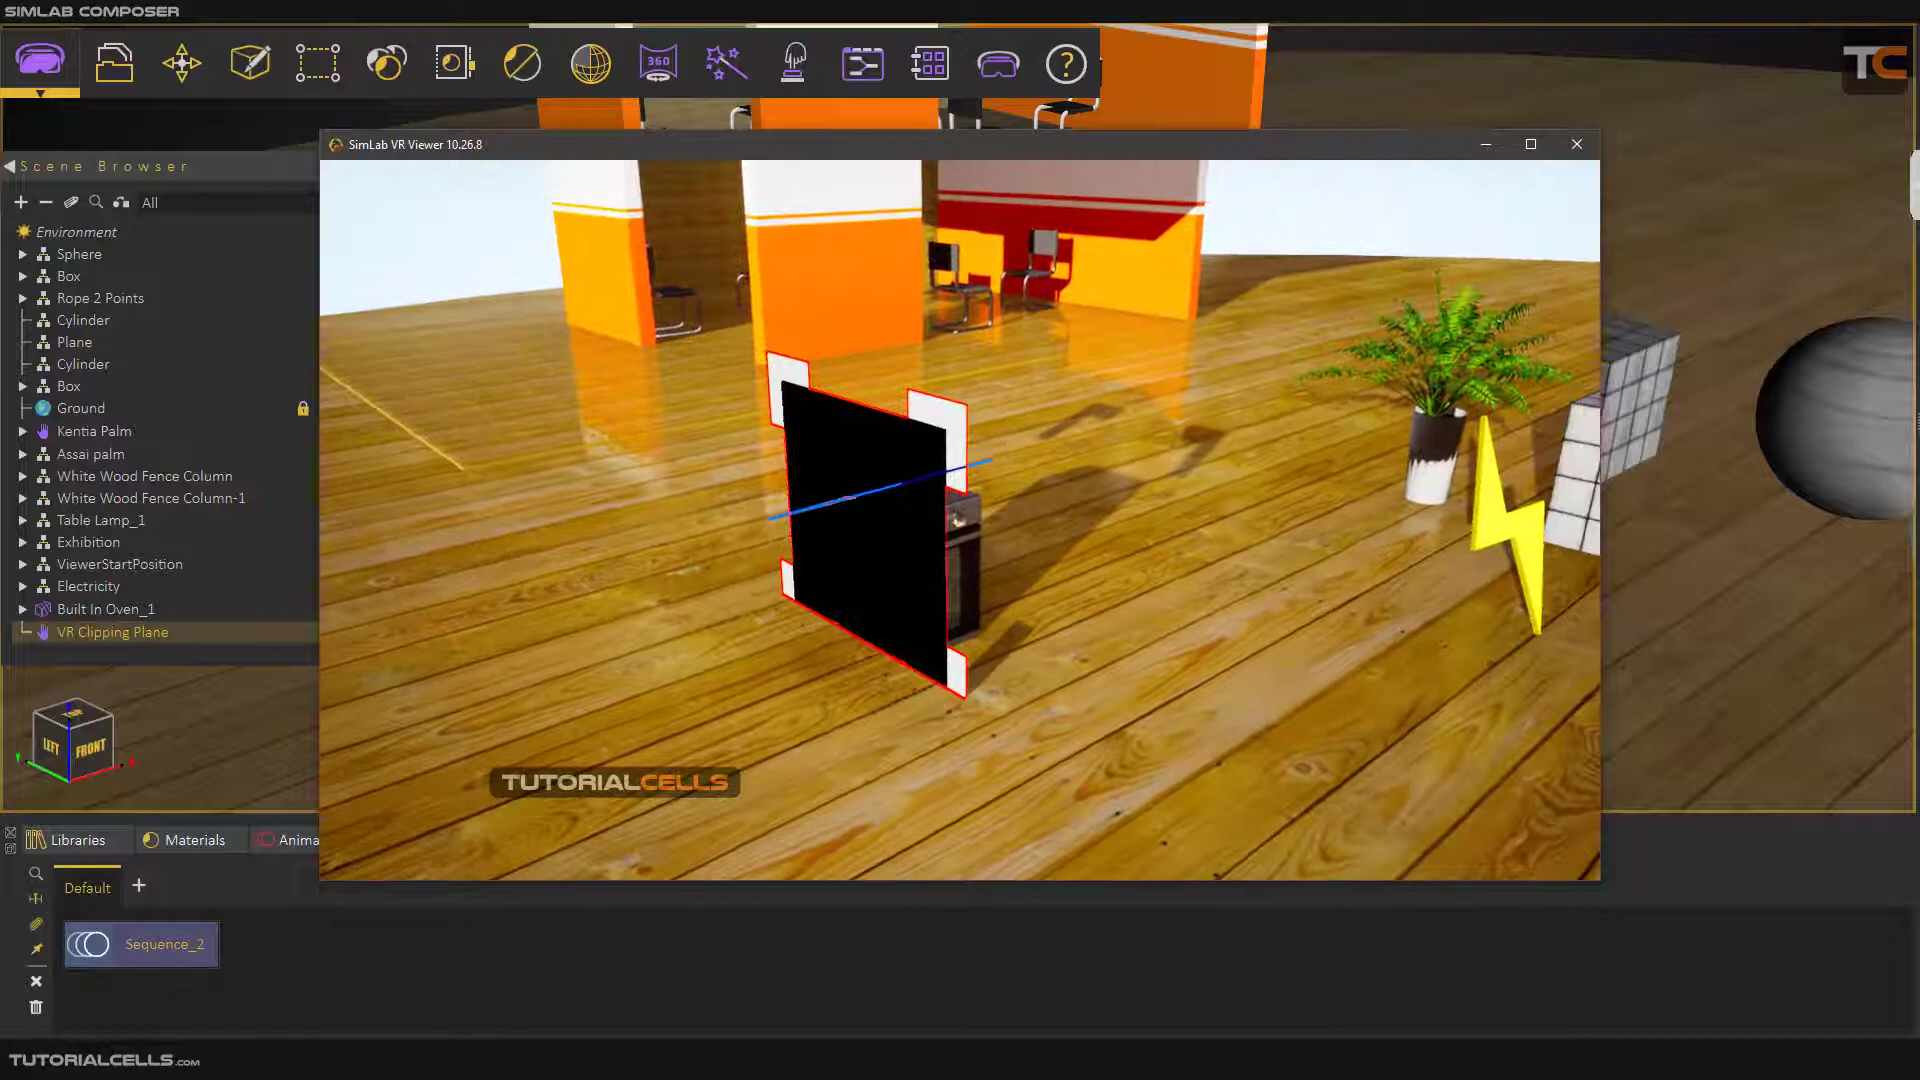 SIMLAB COMPOSER
360
?
TC
SimLab VR Viewer 10.26.8
Scene Browser
All
Environment
Sphere
Box
Rope 2 Points
Cylinder
Plane
Cylinder
Box
Ground
Kentia Palm
Assai palm
White Wood Fence Column
White Wood Fence Column-1
Table Lamp_1
Exhibition
ViewerStartPosition
Electricity
Built In Oven_1
VR Clipping Plane
TOP
LEFT
FRONT
TUTORIALCELLS
Libraries
Materials
Anima
Default
Sequence_2
TUTORIALCELLS.COM